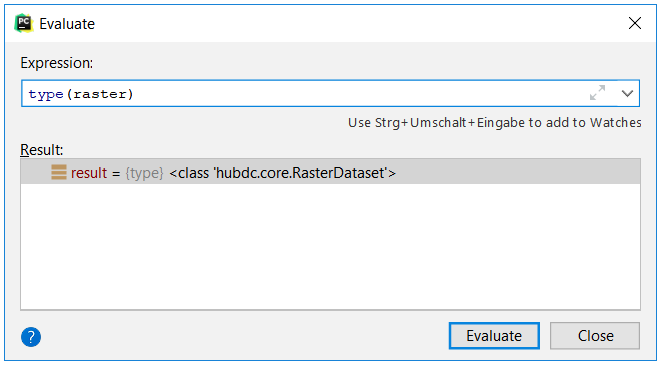 PC
Evaluate
Expression:
type(raster)
Use Strg+Umschalt+Eingabe to add to Watches
Result:
result = {type} <class 'hubdc.core.RasterDataset'>
?
Evaluate
Close